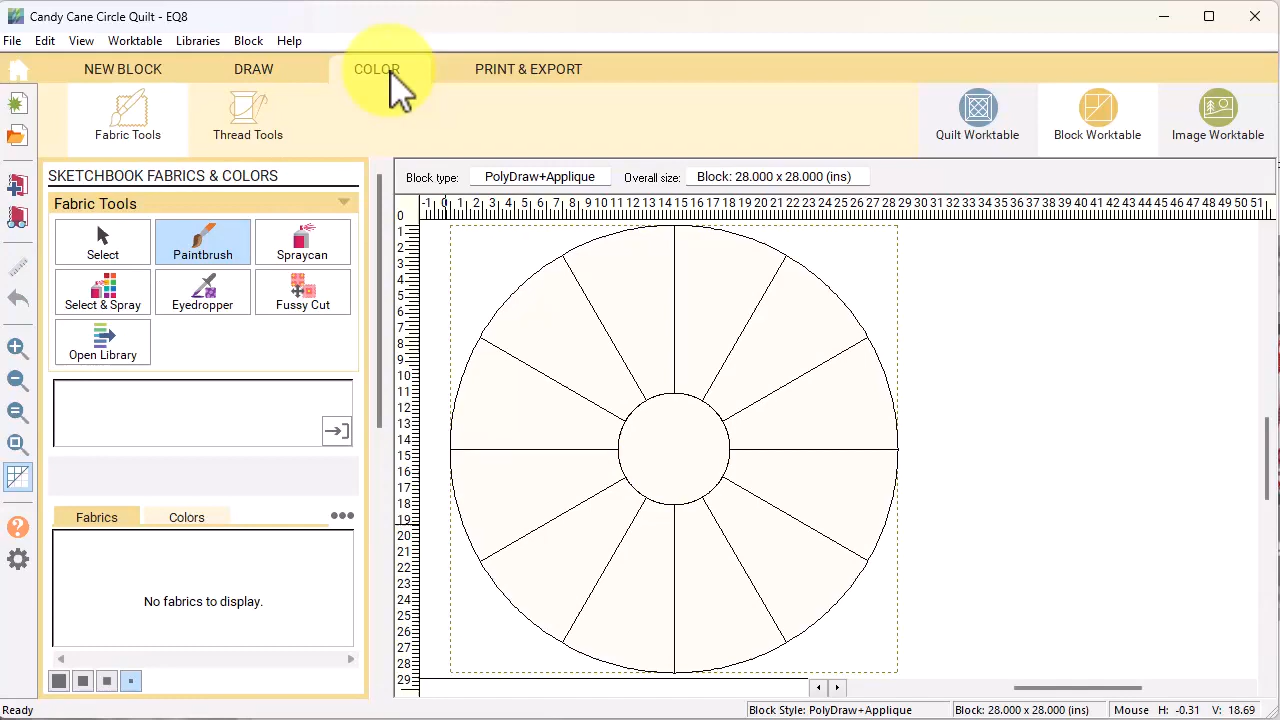 Candy Cane Circle Quilt - EQ8
File Edit View Worktable Libraries Block Help
NEW BLOCK DRAW COLOR PRINT & EXPORT
Fabric Tools Thread Tools Quilt Worktable Block Worktable Image Worktable
SKETCHBOOK FABRICS & COLORS
Block type: PolyDraw+Applique Overall size: Block: 28.000 x 28.000 (ins)
Fabric Tools
-1 0 1 2 3 4 5 6 7 8 9 10 11 12 13 14 15 16 17 18 19 20 21 22 23 24 25 26 27 28 29 30 31 32 33 34 35 36 37 38 39 40 41 42 43 44 45 46 47 48 49 50 51
0
1
2
3
4
5
6
7
8
9
10
11
12
13
14
15
16
17
18
19
20
21
22
23
24
25
26
27
28
29
Select Paintbrush Spraycan
Select & Spray Eyedropper Fussy Cut
Open Library
Fabrics Colors
No fabrics to display.
Ready Block Style: PolyDraw+Applique Block: 28.000 x 28.000 (ins) Mouse H: -0.31 V: 18.69